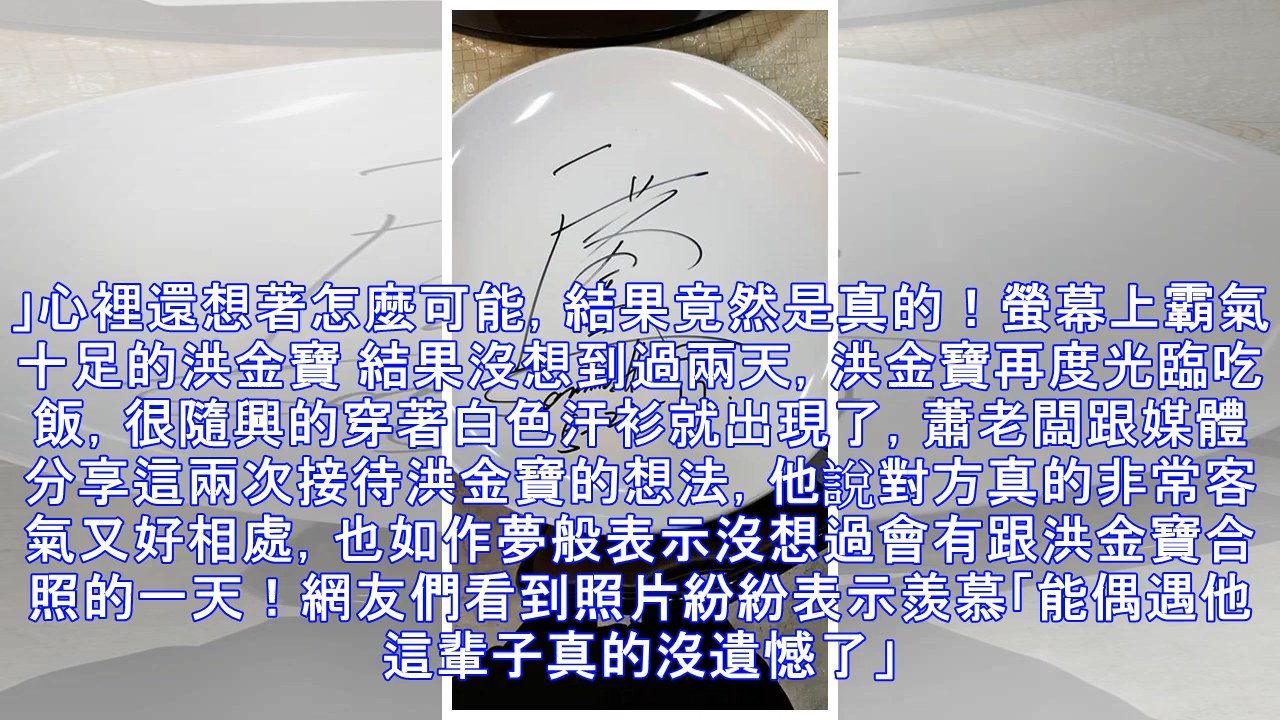 」心裡還想著怎麼可能, 結果竟然是真的！螢幕上霸氣
十足的洪金寶 結果沒想到過兩天, 洪金寶再度光臨吃
飯, 很隨興的穿著白色汗衫就出現了, 蕭老闆跟媒體
分享這兩次接待洪金寶的想法, 他說對方真的非常客
氣又好相處, 也如作夢般表示沒想過會有跟洪金寶合
照的一天！網友們看到照片紛紛表示羨慕「能偶遇他
這輩子真的沒遺憾了」